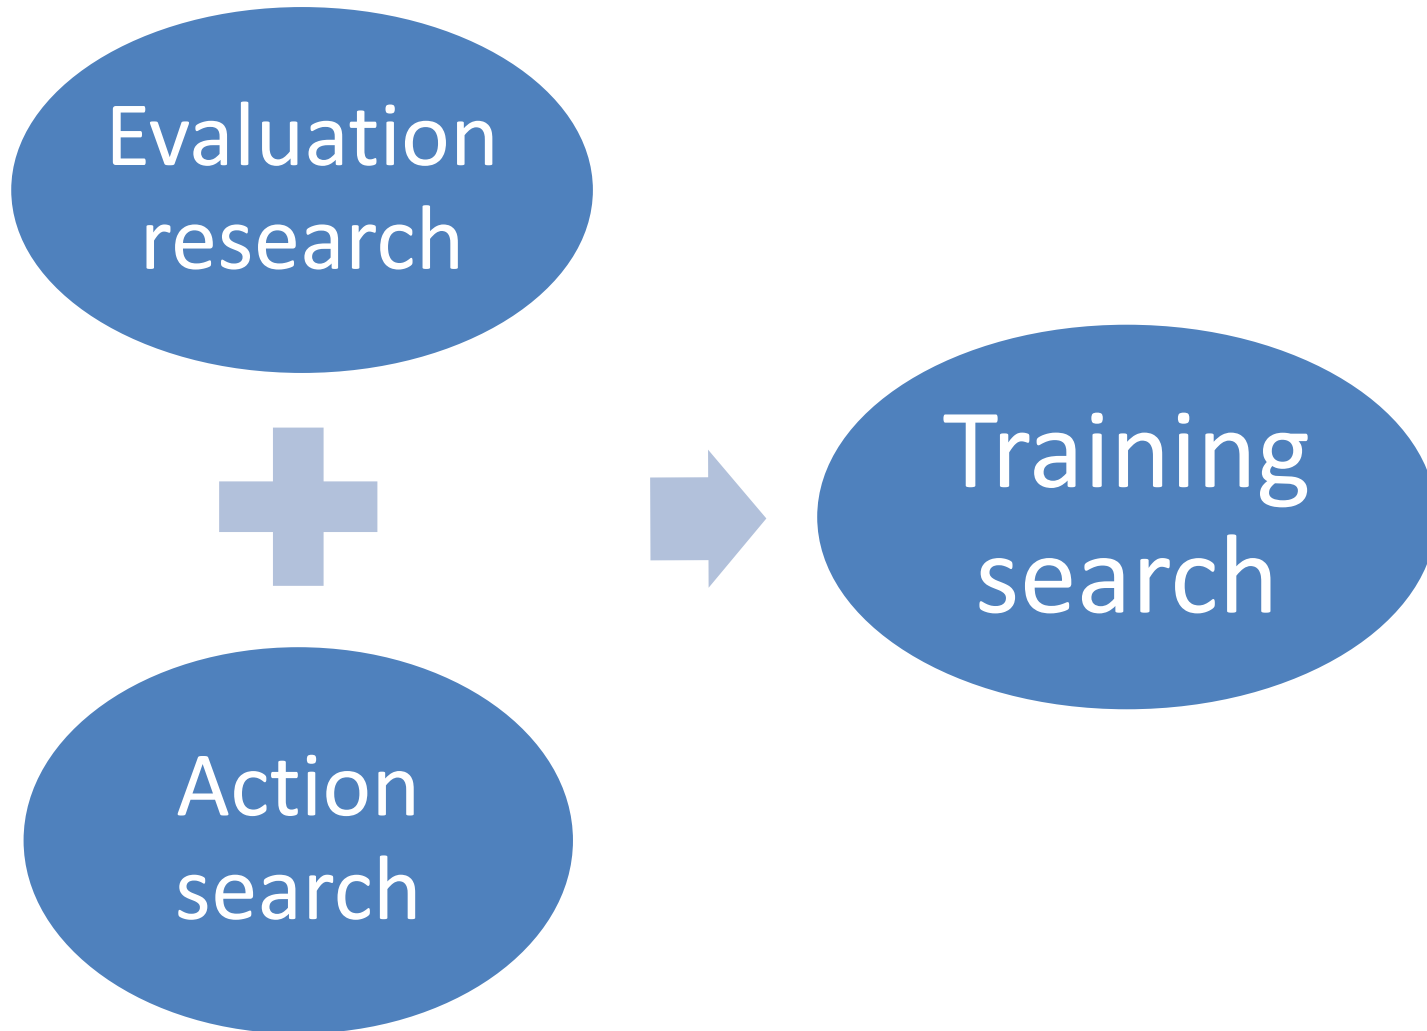 Evaluation
research
Action
search
Training
search